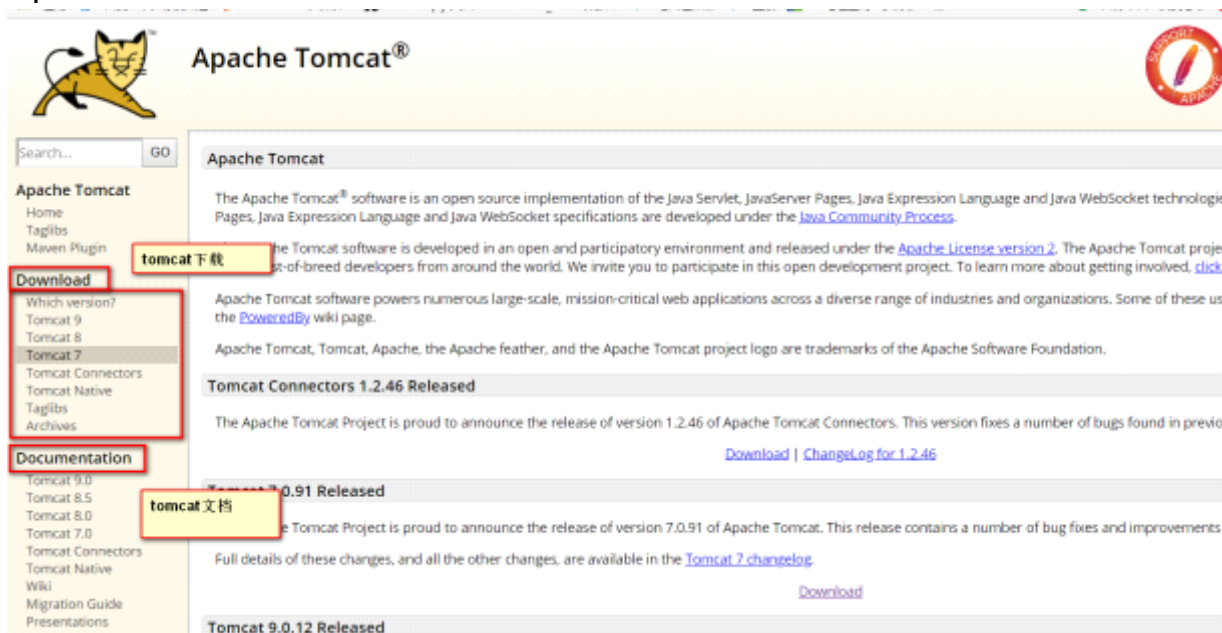 Apache Tomcat®
SUPPORT
APACHE
Search...
GO
Apache Tomcat
Home
Taglibs
Maven Plugin
tomcat下载
Download
Which version?
Tomcat 9
Tomcat 8
Tomcat 7
Tomcat Connectors
Tomcat Native
Taglibs
Archives
Documentation
Tomcat 9.0
Tomcat 8.5
Tomcat 8.0
Tomcat 7.0
Tomcat Connectors
Tomcat Native
Wiki
Migration Guide
Presentations
tomcat文档
Apache Tomcat
The Apache Tomcat® software is an open source implementation of the Java Servlet, JavaServer Pages, Java Expression Language and Java WebSocket technologie
Pages, Java Expression Language and Java WebSocket specifications are developed under the Java Community Process.
he Tomcat software is developed in an open and participatory environment and released under the Apache License version 2. The Apache Tomcat proje
st-of-breed developers from around the world. We invite you to participate in this open development project. To learn more about getting involved, click
Apache Tomcat software powers numerous large-scale, mission-critical web applications across a diverse range of industries and organizations. Some of these us
the PoweredBy wiki page.
Apache Tomcat, Tomcat, Apache, the Apache feather, and the Apache Tomcat project logo are trademarks of the Apache Software Foundation.
Tomcat Connectors 1.2.46 Released
The Apache Tomcat Project is proud to announce the release of version 1.2.46 of Apache Tomcat Connectors. This version fixes a number of bugs found in previo
Download | ChangeLog for 1.2.46
Tomcat 7.0.91 Released
e Tomcat Project is proud to announce the release of version 7.0.91 of Apache Tomcat. This release contains a number of bug fixes and improvements
Full details of these changes, and all the other changes, are available in the Tomcat 7 changelog.
Download
Tomcat 9.0.12 Released